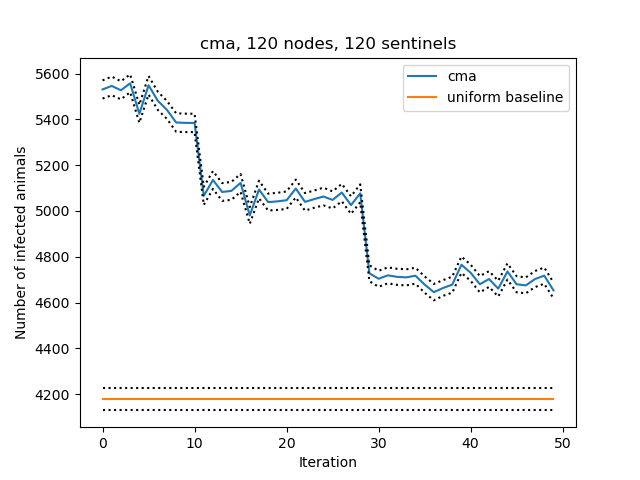 cma, 120 nodes, 120 sentinels
cma
uniform baseline
Number of infected animals
5600
5400
5200
5000
4800
4600
4400
4200
0 10 20 30 40 50
Iteration